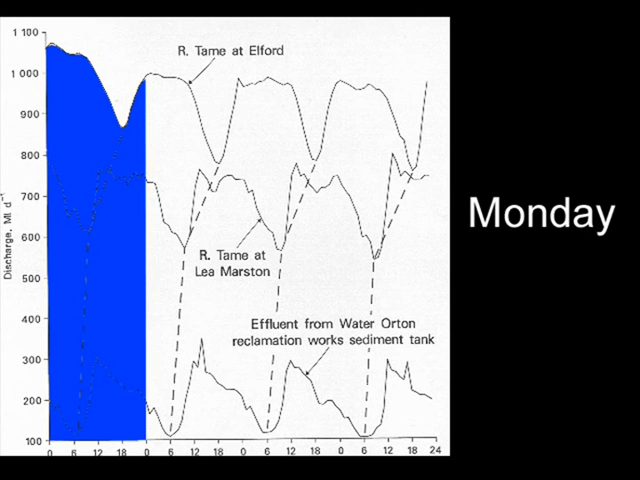 1 100
1 000
900
800
700
600
500
400
300
200
100
Discharge, Ml d⁻¹
R. Tame at Elford
R. Tame at
Lea Marston
Effluent from Water Orton
reclamation works sediment tank
0 6 12 18 0 6 12 18 0 6 12 18 0 6 12 18 24
Monday